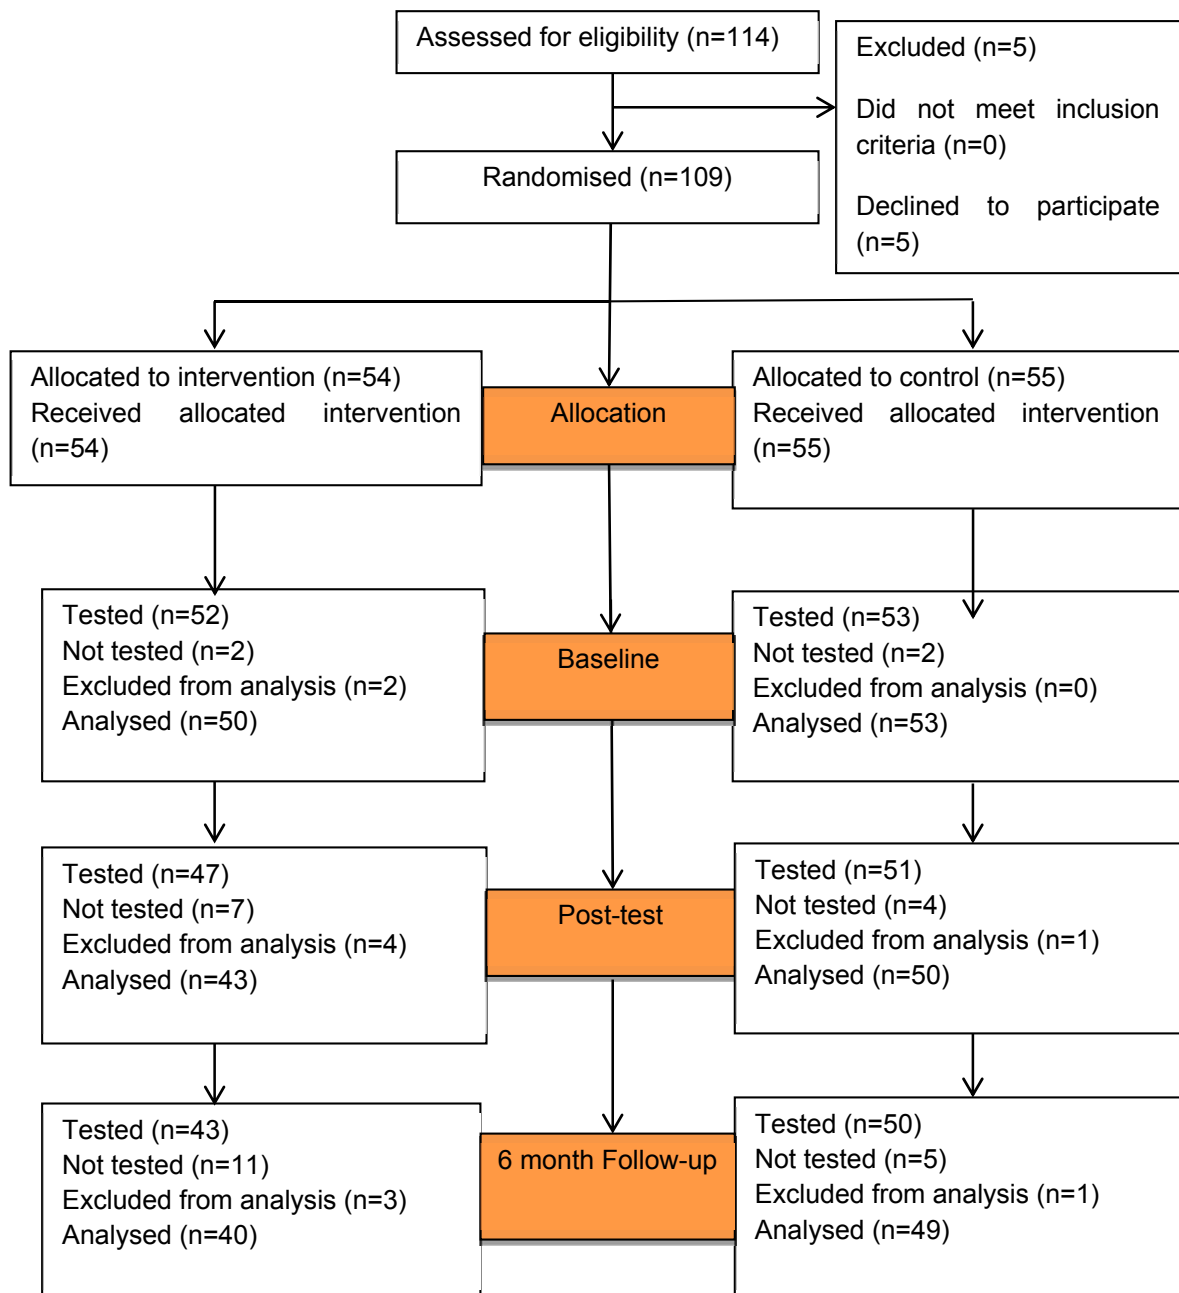 Assessed for eligibility (n=114)
Excluded (n=5)
Did not meet inclusion
criteria (n=0)
Declined to participate
(n=5)
Randomised (n=109)
Allocated to intervention (n=54)
Received allocated intervention
(n=54)
Allocation
Allocated to control (n=55)
Received allocated intervention
(n=55)
Tested (n=52)
Not tested (n=2)
Excluded from analysis (n=2)
Analysed (n=50)
Baseline
Tested (n=53)
Not tested (n=2)
Excluded from analysis (n=0)
Analysed (n=53)
Tested (n=47)
Not tested (n=7)
Excluded from analysis (n=4)
Analysed (n=43)
Post-test
Tested (n=51)
Not tested (n=4)
Excluded from analysis (n=1)
Analysed (n=50)
Tested (n=43)
Not tested (n=11)
Excluded from analysis (n=3)
Analysed (n=40)
6 month Follow-up
Tested (n=50)
Not tested (n=5)
Excluded from analysis (n=1)
Analysed (n=49)